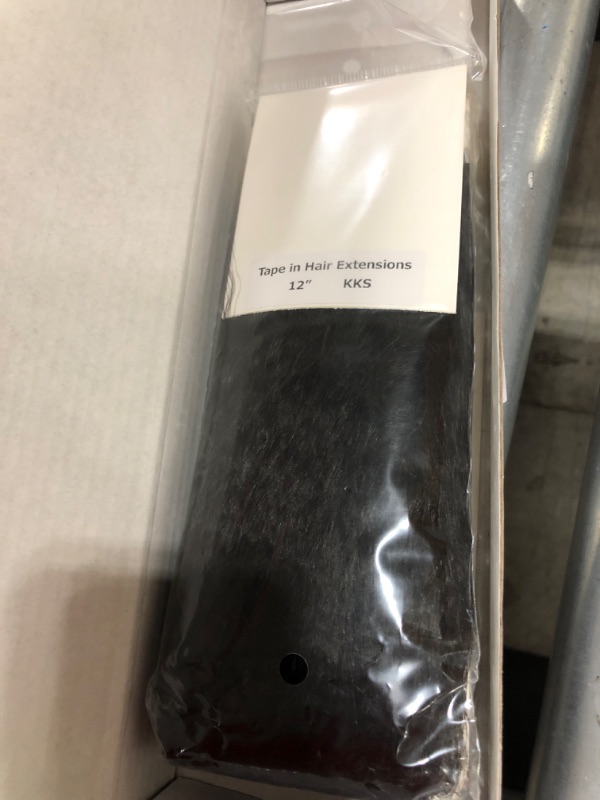 Tape in Hair Extensions
12” KKS